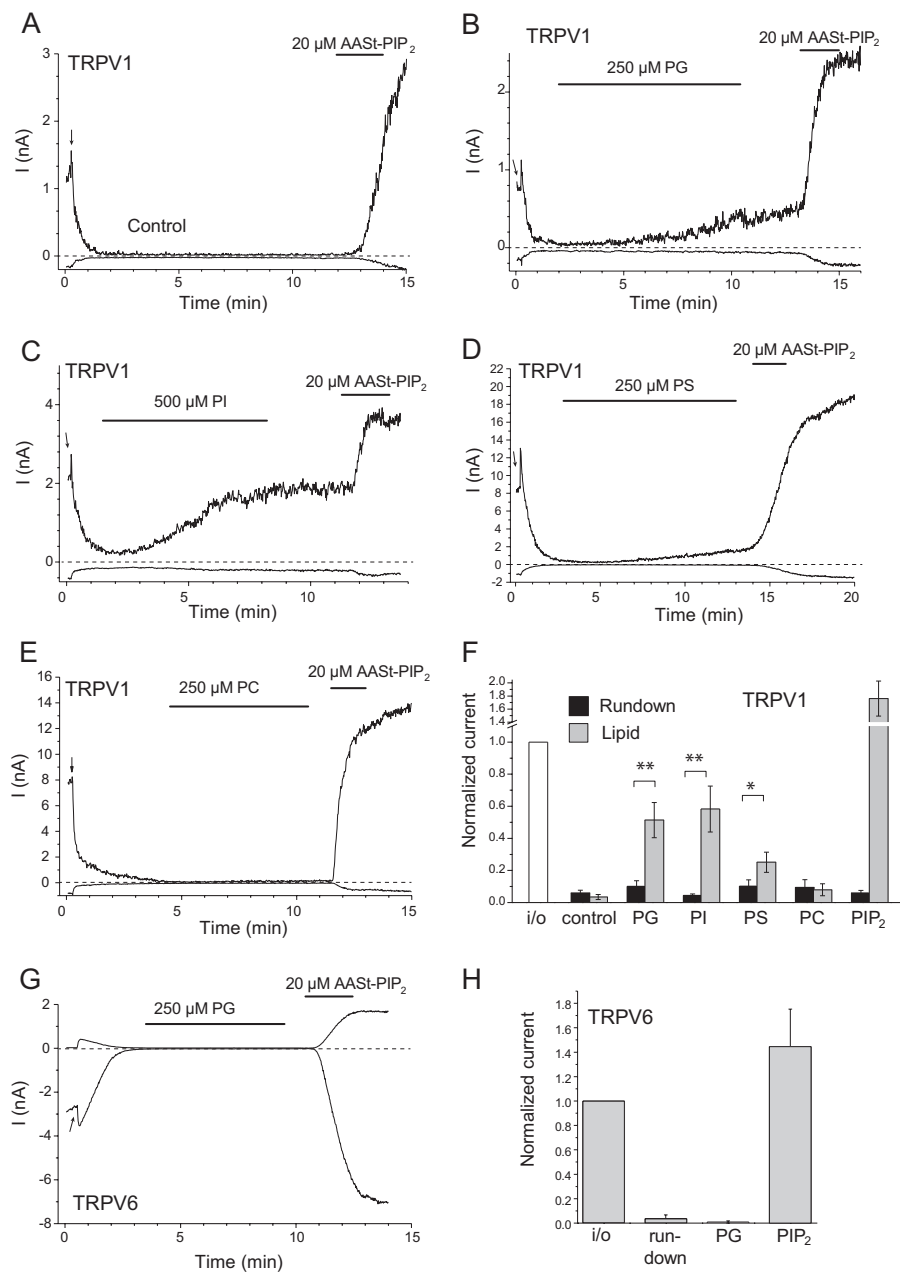 A
TRPV1
20 µM AASt-PIP2
Control
I (nA)
3
2
1
0
0 5 10 15
Time (min)
B
TRPV1
20 µM AASt-PIP2
250 µM PG
I (nA)
2
1
0
0 5 10 15
Time (min)
C
TRPV1
20 µM AASt-PIP2
500 µM PI
I (nA)
4
2
0
0 5 10
Time (min)
D
TRPV1
20 µM AASt-PIP2
250 µM PS
I (nA)
22
20
18
16
14
12
10
8
6
4
2
0
-2
0 5 10 15 20
Time (min)
E
TRPV1
20 µM AASt-PIP2
250 µM PC
I (nA)
16
14
12
10
8
6
4
2
0
0 5 10 15
Time (min)
F
TRPV1
Rundown
Lipid
** ** *
Normalized current
2.0
1.8
1.6
1.4
1.0
0.8
0.6
0.4
0.2
0.0
i/o control PG PI PS PC PIP2
G
20 µM AASt-PIP2
250 µM PG
I (nA)
2
0
-2
-4
-6
-8
TRPV6
0 5 10 15
Time (min)
H
TRPV6
Normalized current
1.8
1.6
1.4
1.2
1.0
0.8
0.6
0.4
0.2
0.0
i/o run- PG PIP2
down